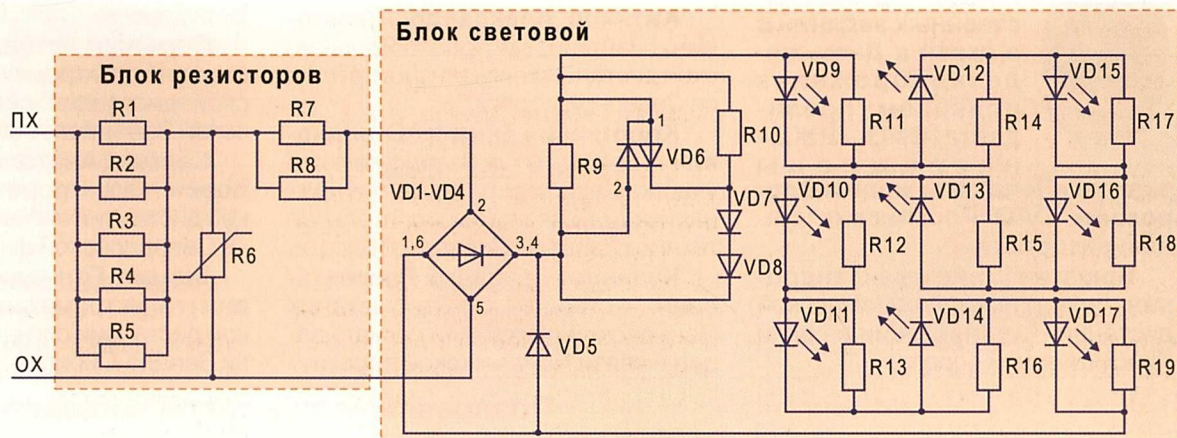 Блок световой
Блок резисторов
ПХ
ОХ
R1
R2
R3
R4
R5
R6
R7
R8
VD1-VD4
2
1,6
3,4
5
VD5
R9
1
2
VD6
R10
VD7
VD8
VD9
R11
VD12
R14
VD15
R17
VD10
R12
VD13
R15
VD16
R18
VD11
R13
VD14
R16
VD17
R19